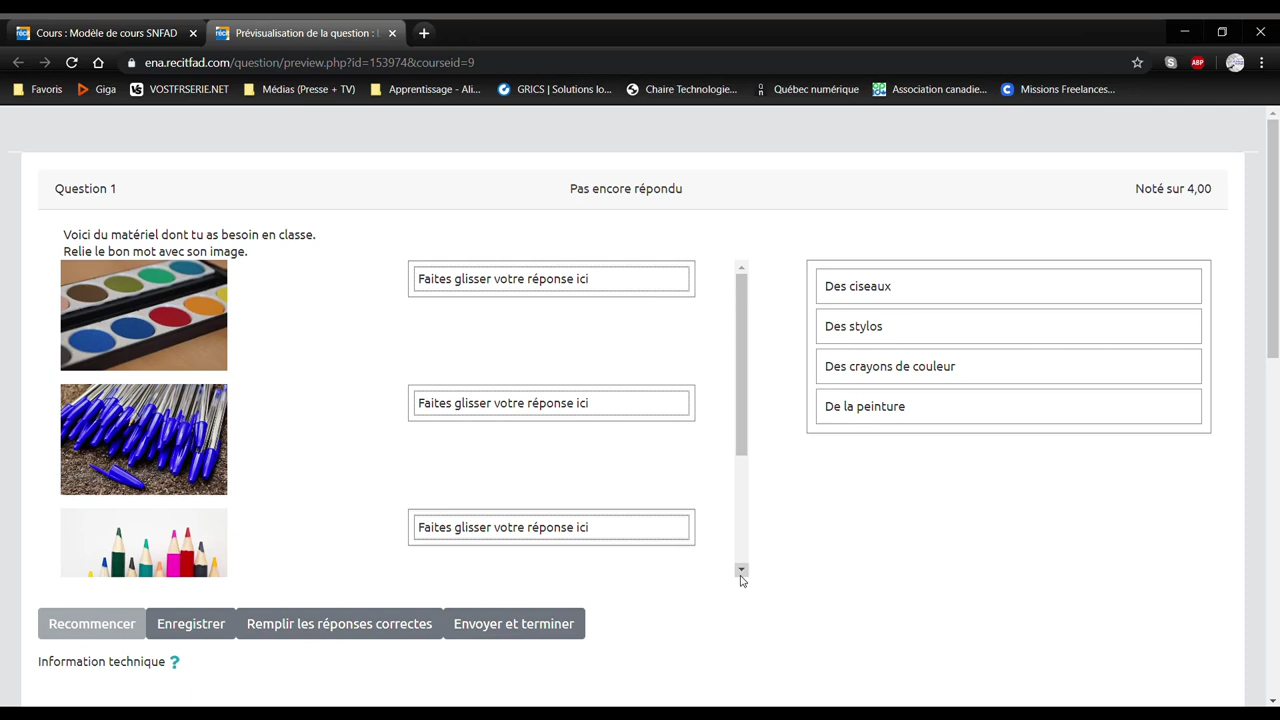 Cours : Modèle de cours SNFAD
Prévisualisation de la question :
ena.recitfad.com/question/preview.php?id=153974&courseid=9
ABP
Favoris
Giga
VOSTFRSERIE.NET
Médias (Presse + TV)
Apprentissage - Ali...
GRICS | Solutions lo...
Chaire Technologie...
Québec numérique
Association canadie...
Missions Freelances...
Question 1
Pas encore répondu
Noté sur 4,00
Voici du matériel dont tu as besoin en classe.
Relie le bon mot avec son image.
Faites glisser votre réponse ici
Faites glisser votre réponse ici
Faites glisser votre réponse ici
Des ciseaux
Des stylos
Des crayons de couleur
De la peinture
Recommencer
Enregistrer
Remplir les réponses correctes
Envoyer et terminer
Information technique ?